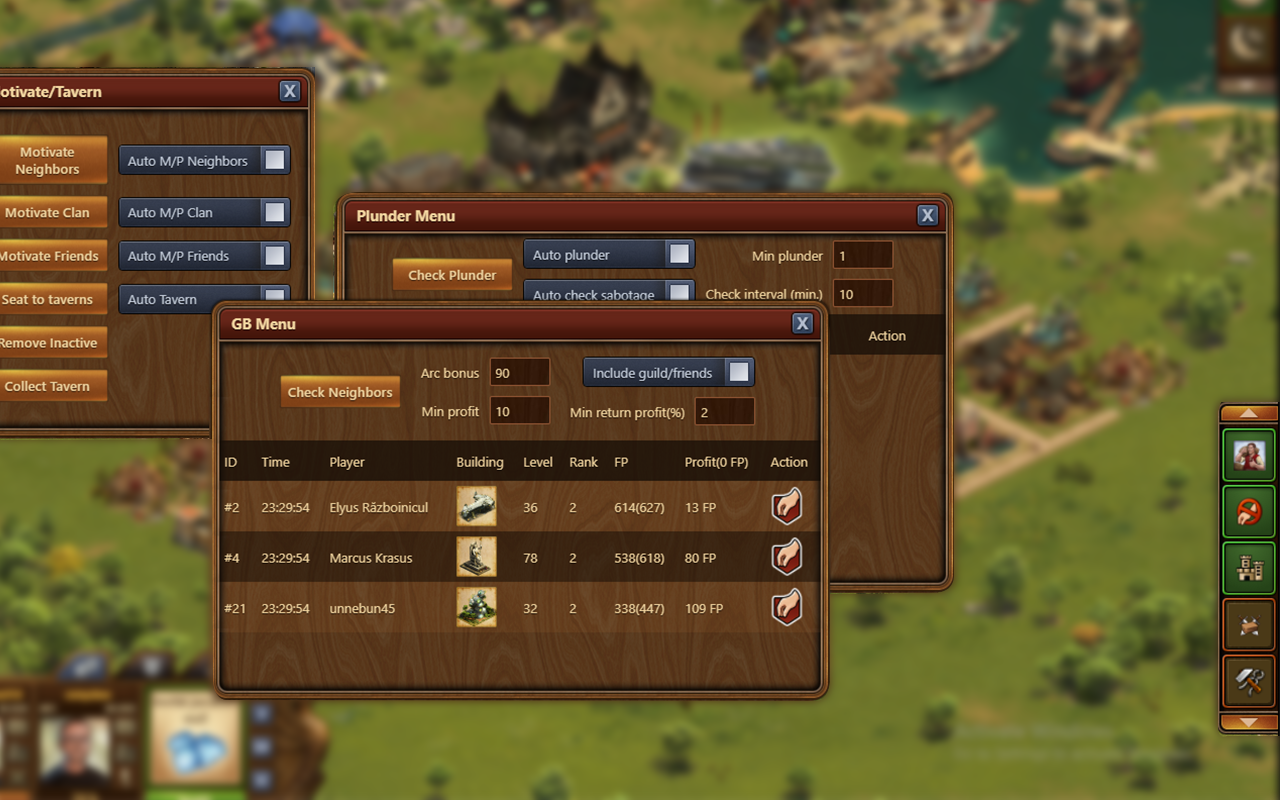 otivate/Tavern
X
Motivate
Neighbors
Auto M/P Neighbors
Motivate Clan
Auto M/P Clan
Motivate Friends
Auto M/P Friends
Seat to taverns
Auto Tavern
Remove Inactive
Collect Tavern
Plunder Menu
X
Check Plunder
Auto plunder
Min plunder
1
Auto check sabotage
Check interval (min.)
10
Action
GB Menu
X
Check Neighbors
Arc bonus
90
Include guild/friends
Min profit
10
Min return profit(%)
2
ID Time Player Building Level Rank FP Profit(0 FP) Action
#2 23:29:54 Elyus Războinicul 36 2 614(627) 13 FP
#4 23:29:54 Marcus Krasus 78 2 538(618) 80 FP
#21 23:29:54 unnebun45 32 2 338(447) 109 FP